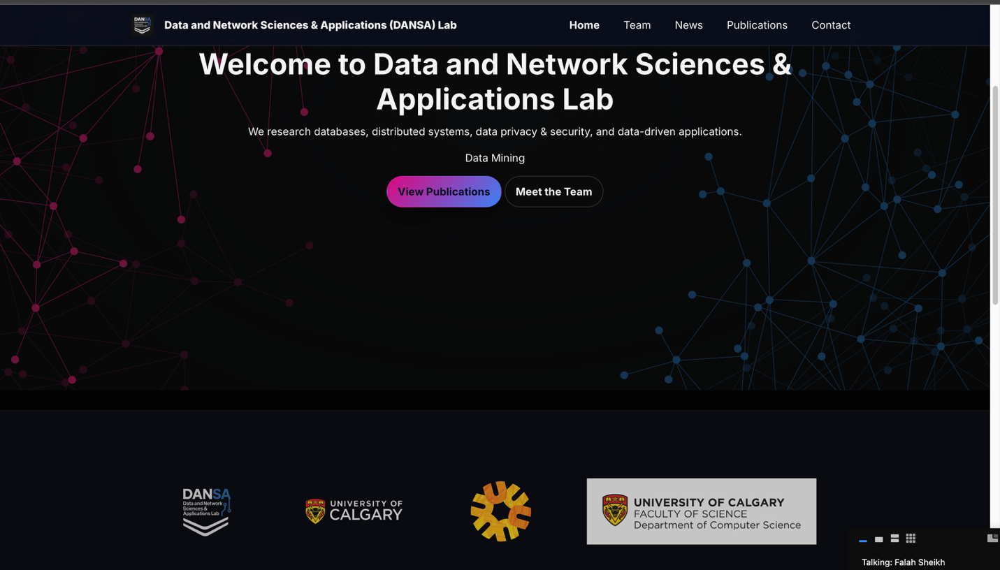 DANSA
Data and Network Sciences & Applications (DANSA) Lab
Home
Team
News
Publications
Contact
Welcome to Data and Network Sciences &
Applications Lab
We research databases, distributed systems, data privacy & security, and data-driven applications.
Data Mining
View Publications
Meet the Team
DANSA
Data and Network
Sciences &
Applications Lab
UNIVERSITY OF
CALGARY
UNIVERSITY OF CALGARY
FACULTY OF SCIENCE
Department of Computer Science
Talking: Falah Sheikh